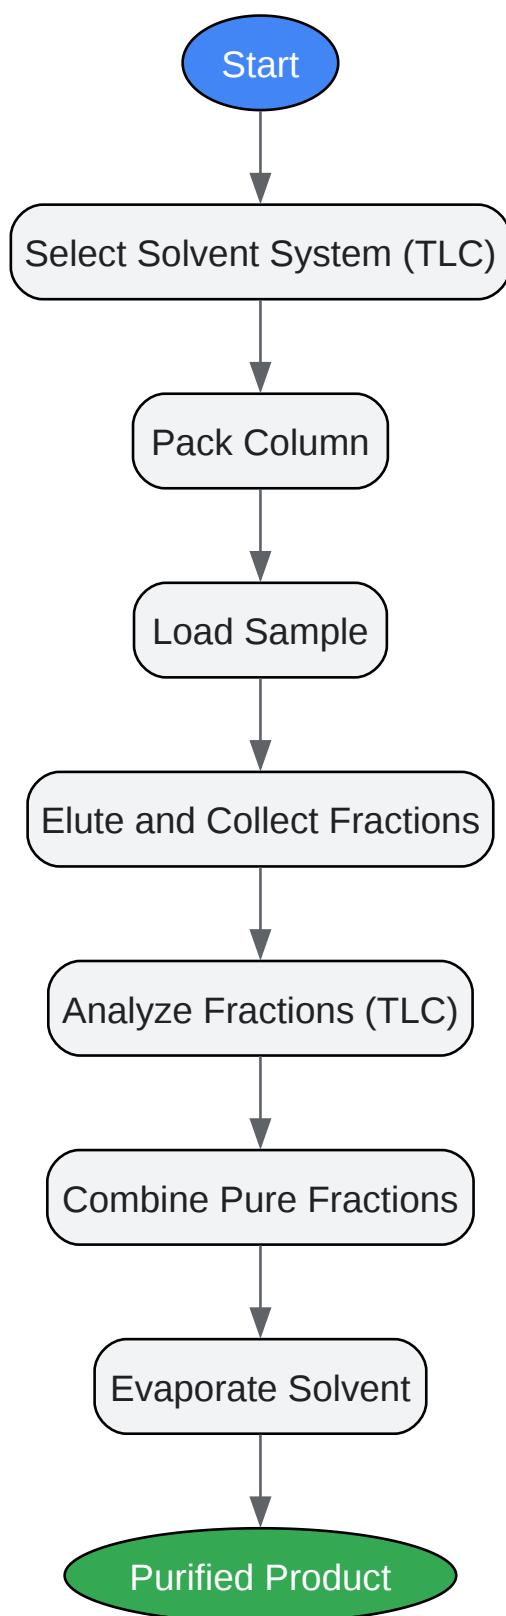 Start
Select Solvent System (TLC)
Pack Column
Load Sample
Elute and Collect Fractions
Analyze Fractions (TLC)
Combine Pure Fractions
Evaporate Solvent
Purified Product